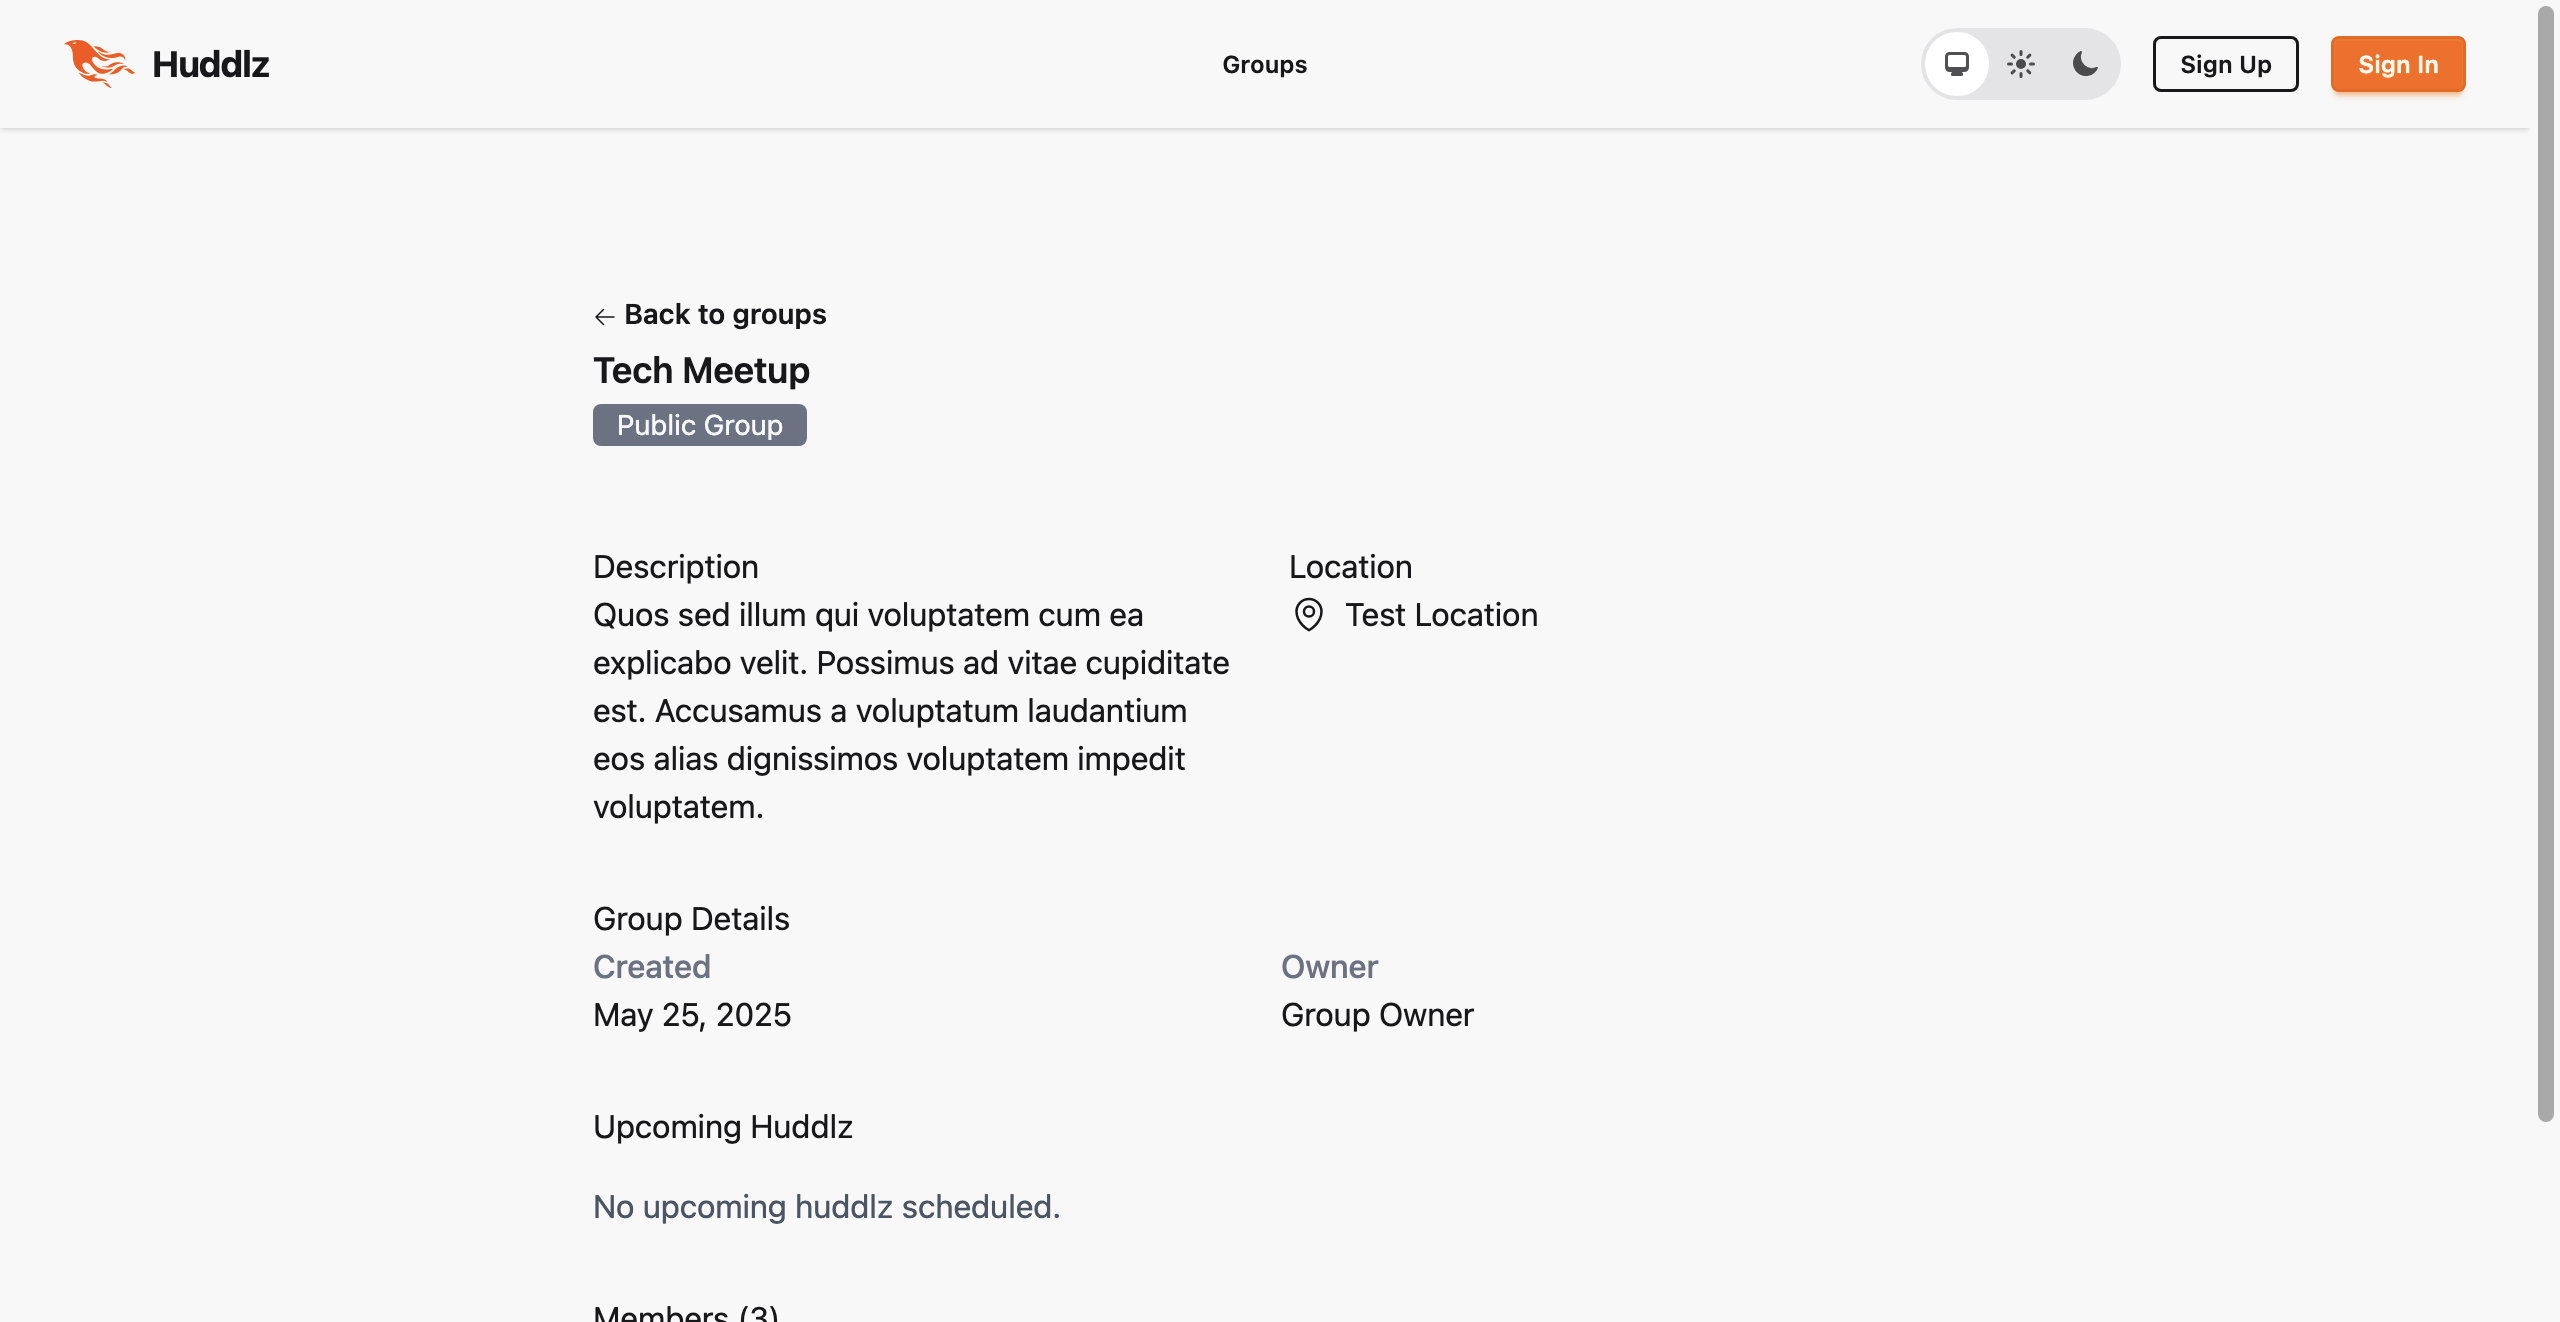 Huddlz
Groups
Sign Up
Sign In
Back to groups
Tech Meetup
Public Group
Description
Quos sed illum qui voluptatem cum ea
explicabo velit. Possimus ad vitae cupiditate
est. Accusamus a voluptatum laudantium
eos alias dignissimos voluptatem impedit
voluptatem.
Location
Test Location
Group Details
Created
May 25, 2025
Owner
Group Owner
Upcoming Huddlz
No upcoming huddlz scheduled.
Members (3)